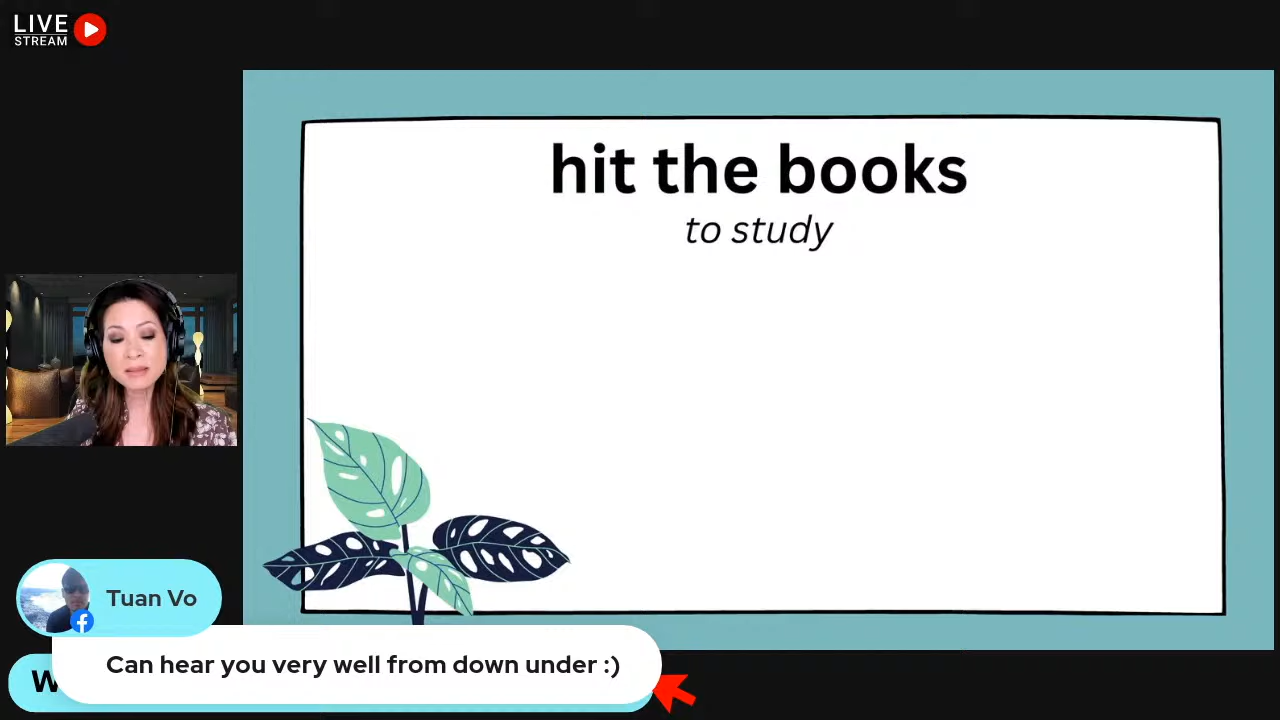 LIVE
STREAM
hit the books
to study
Tuan Vo
Can hear you very well from down under :)